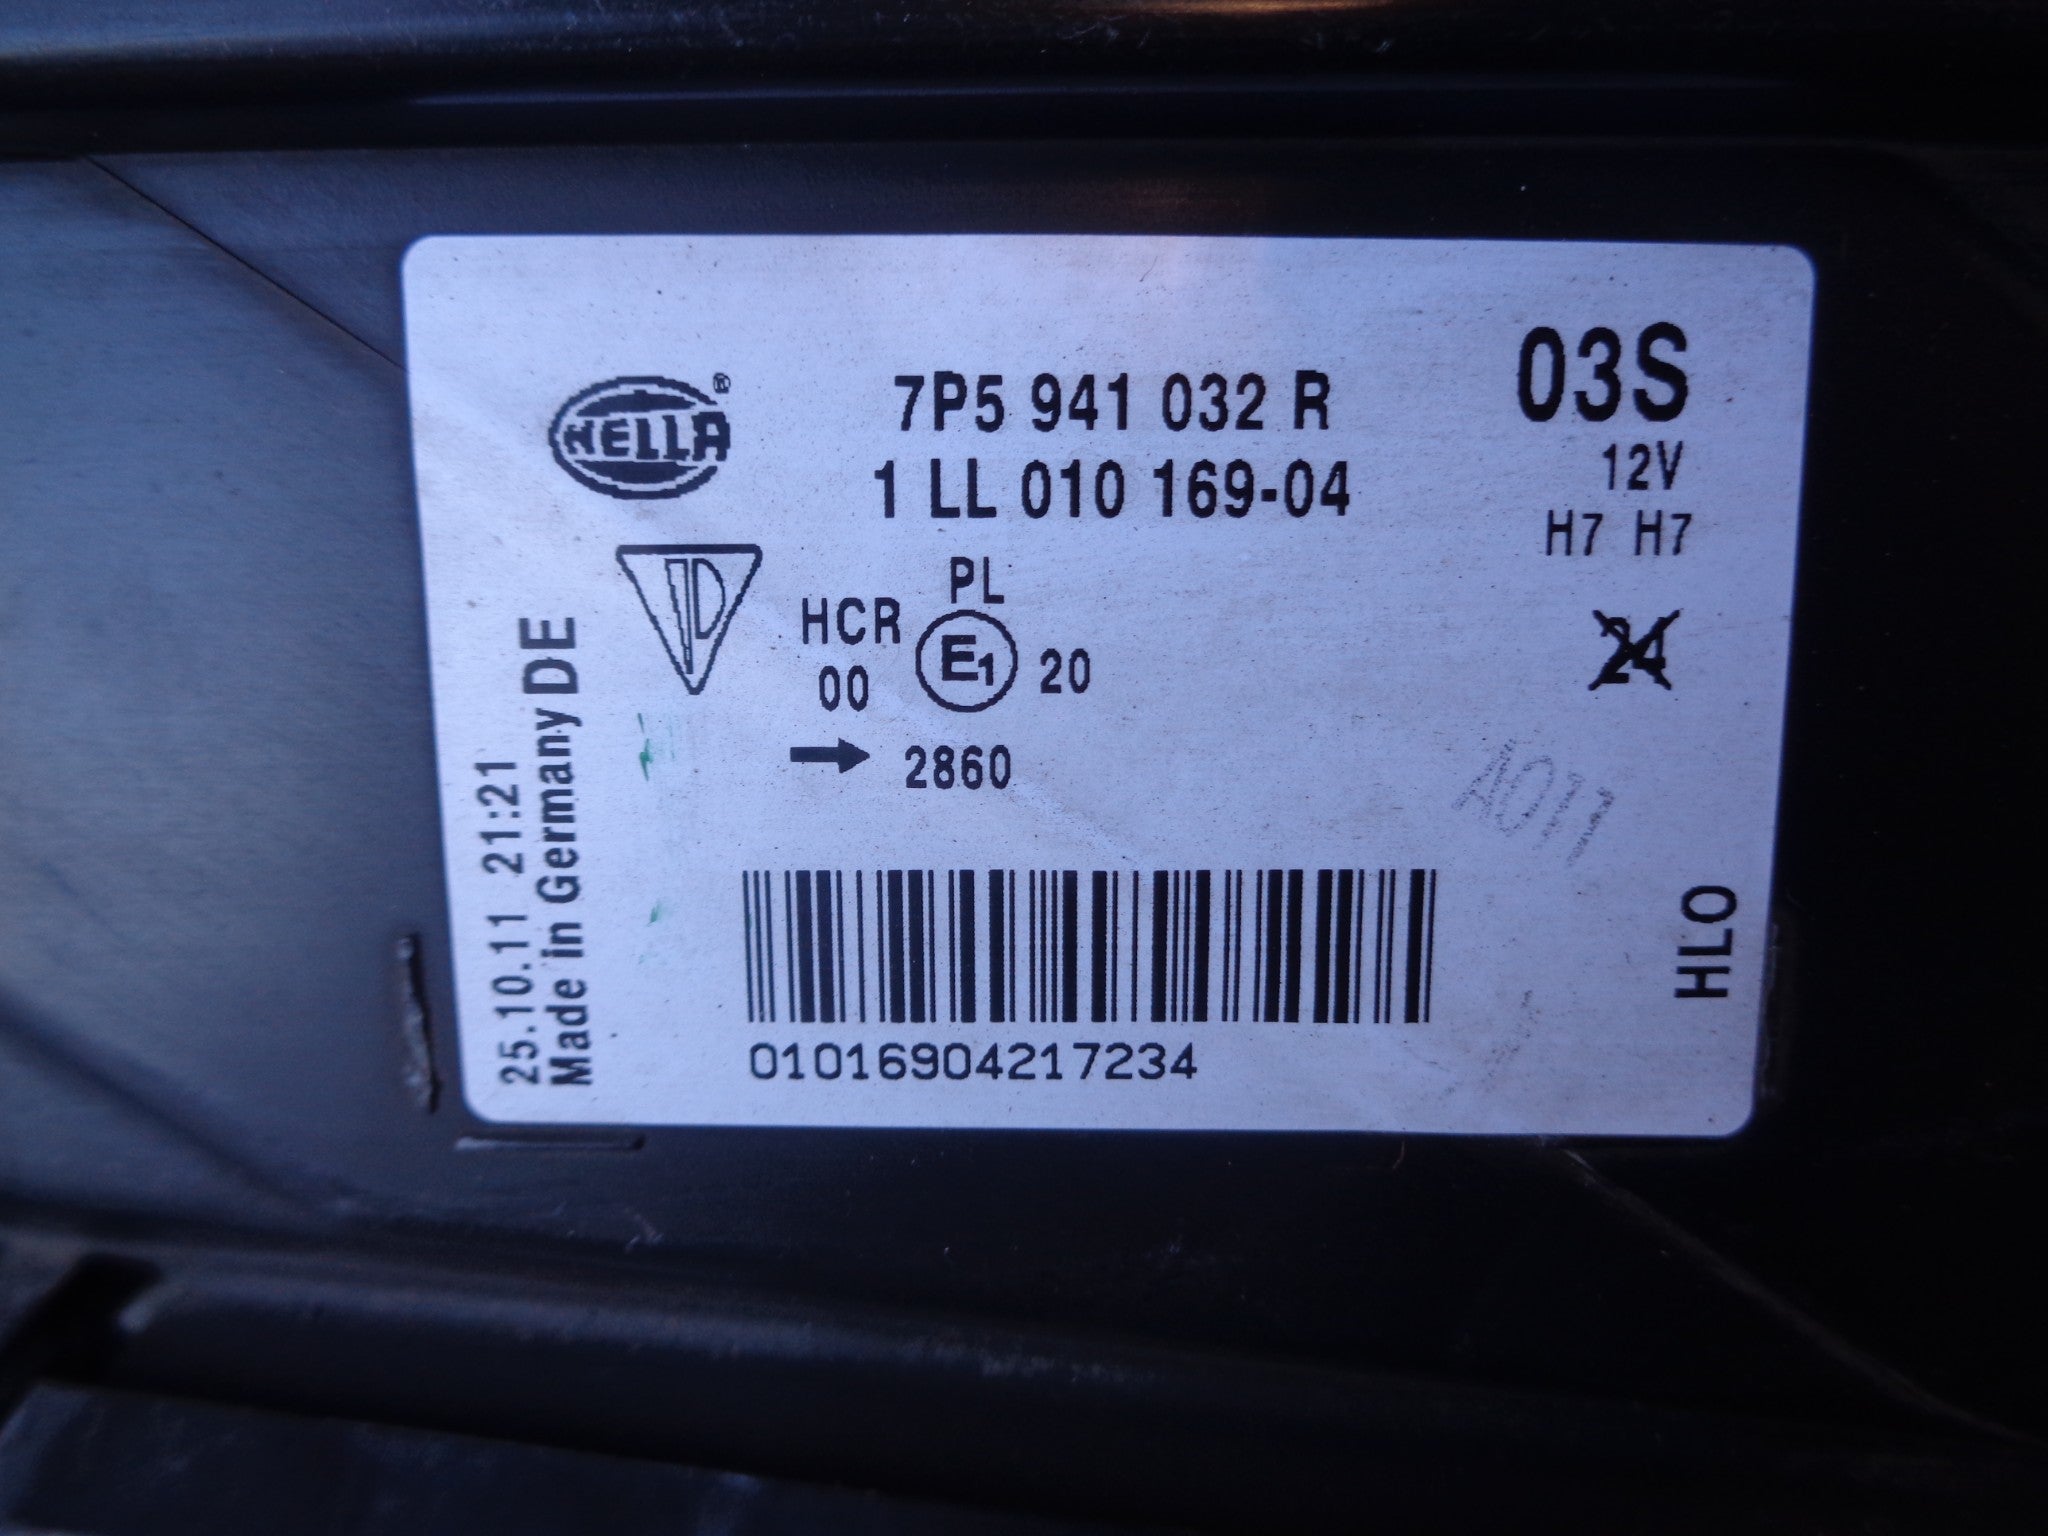 HELLA®
7P5 941 032 R
1 LL 010 169-04
03S
12V
H7 H7
24
PL
HCR
00
E1
20
2860
25.10.11 21:21
Made in Germany DE
HLO
01016904217234